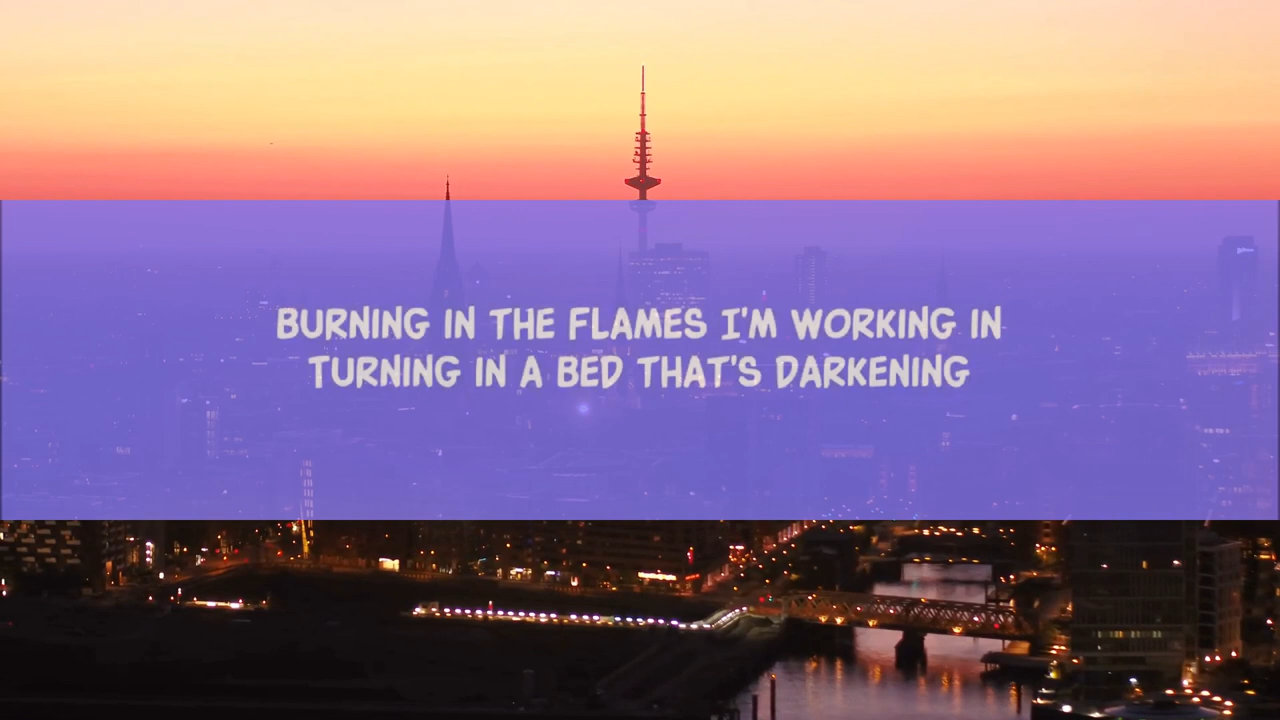 BURNING IN THE FLAMES I'M WORKING IN
TURNING IN A BED THAT'S DARKENING